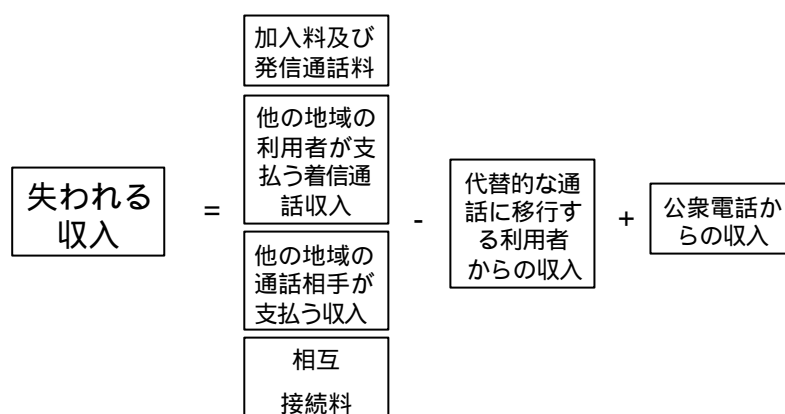 加入料及び
発信通話料
他の地域の
利用者が支
払う着信通
話収入
失われる
収入
=
他の地域の
通話相手が
支払う収入
相互
接続料
-
代替的な通
話に移行す
る利用者
からの収入
+
公衆電話か
らの収入